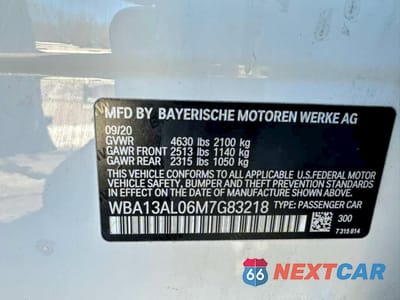 MFD BY BAYERISCHE MOTOREN WERKE AG
09/20
GVWR 4630 lbs 2100 kg
GAWR FRONT 2513 lbs 1140 kg
GAWR REAR 2315 lbs 1050 kg
THIS VEHICLE CONFORMS TO ALL APPLICABLE
U.S.FEDERAL MOTOR
VEHICLE SAFETY, BUMPER, AND THEFT PREVENTION
STANDARDS IN EFFECT ON THE
DATE OF MANUFACTURE SHOWN ABOVE.
WBA13AL06M7G83218 TYPE: PASSENGER CAR
300
7 315 814
66 NEXTCAR